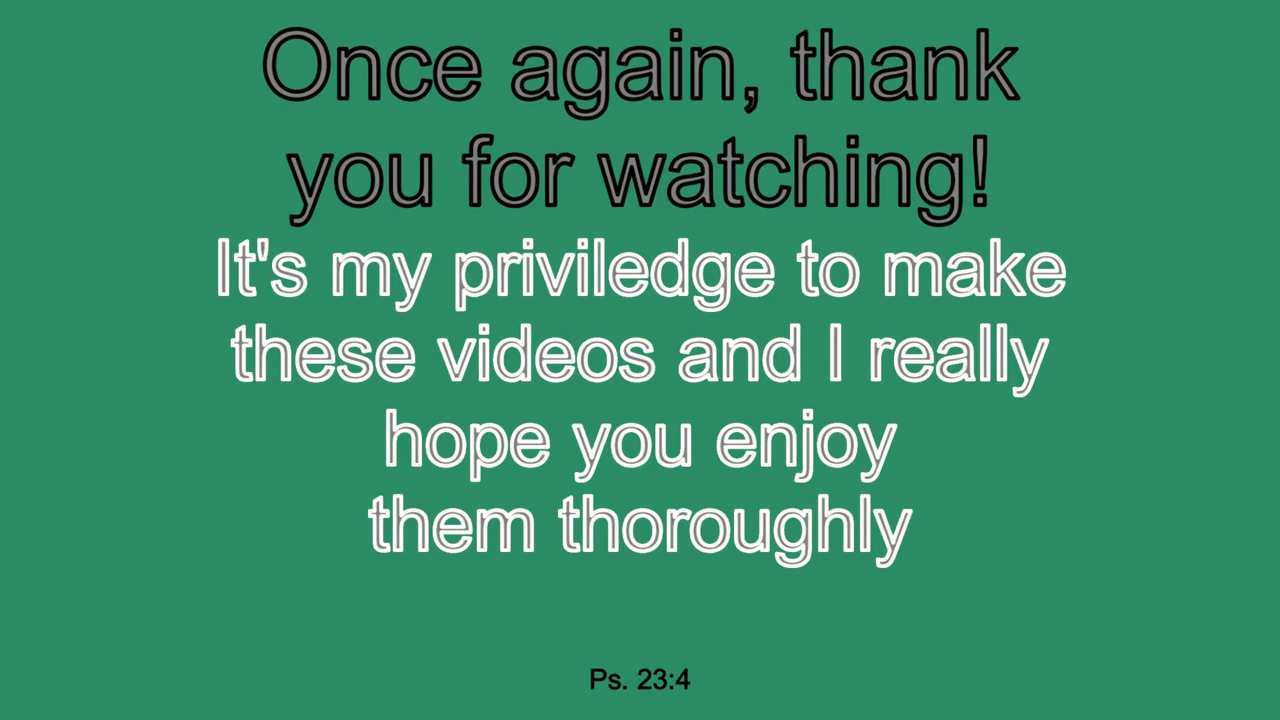 Once again, thank
you for watching!
It's my priviledge to make
these videos and I really
hope you enjoy
them thoroughly
Ps. 23:4